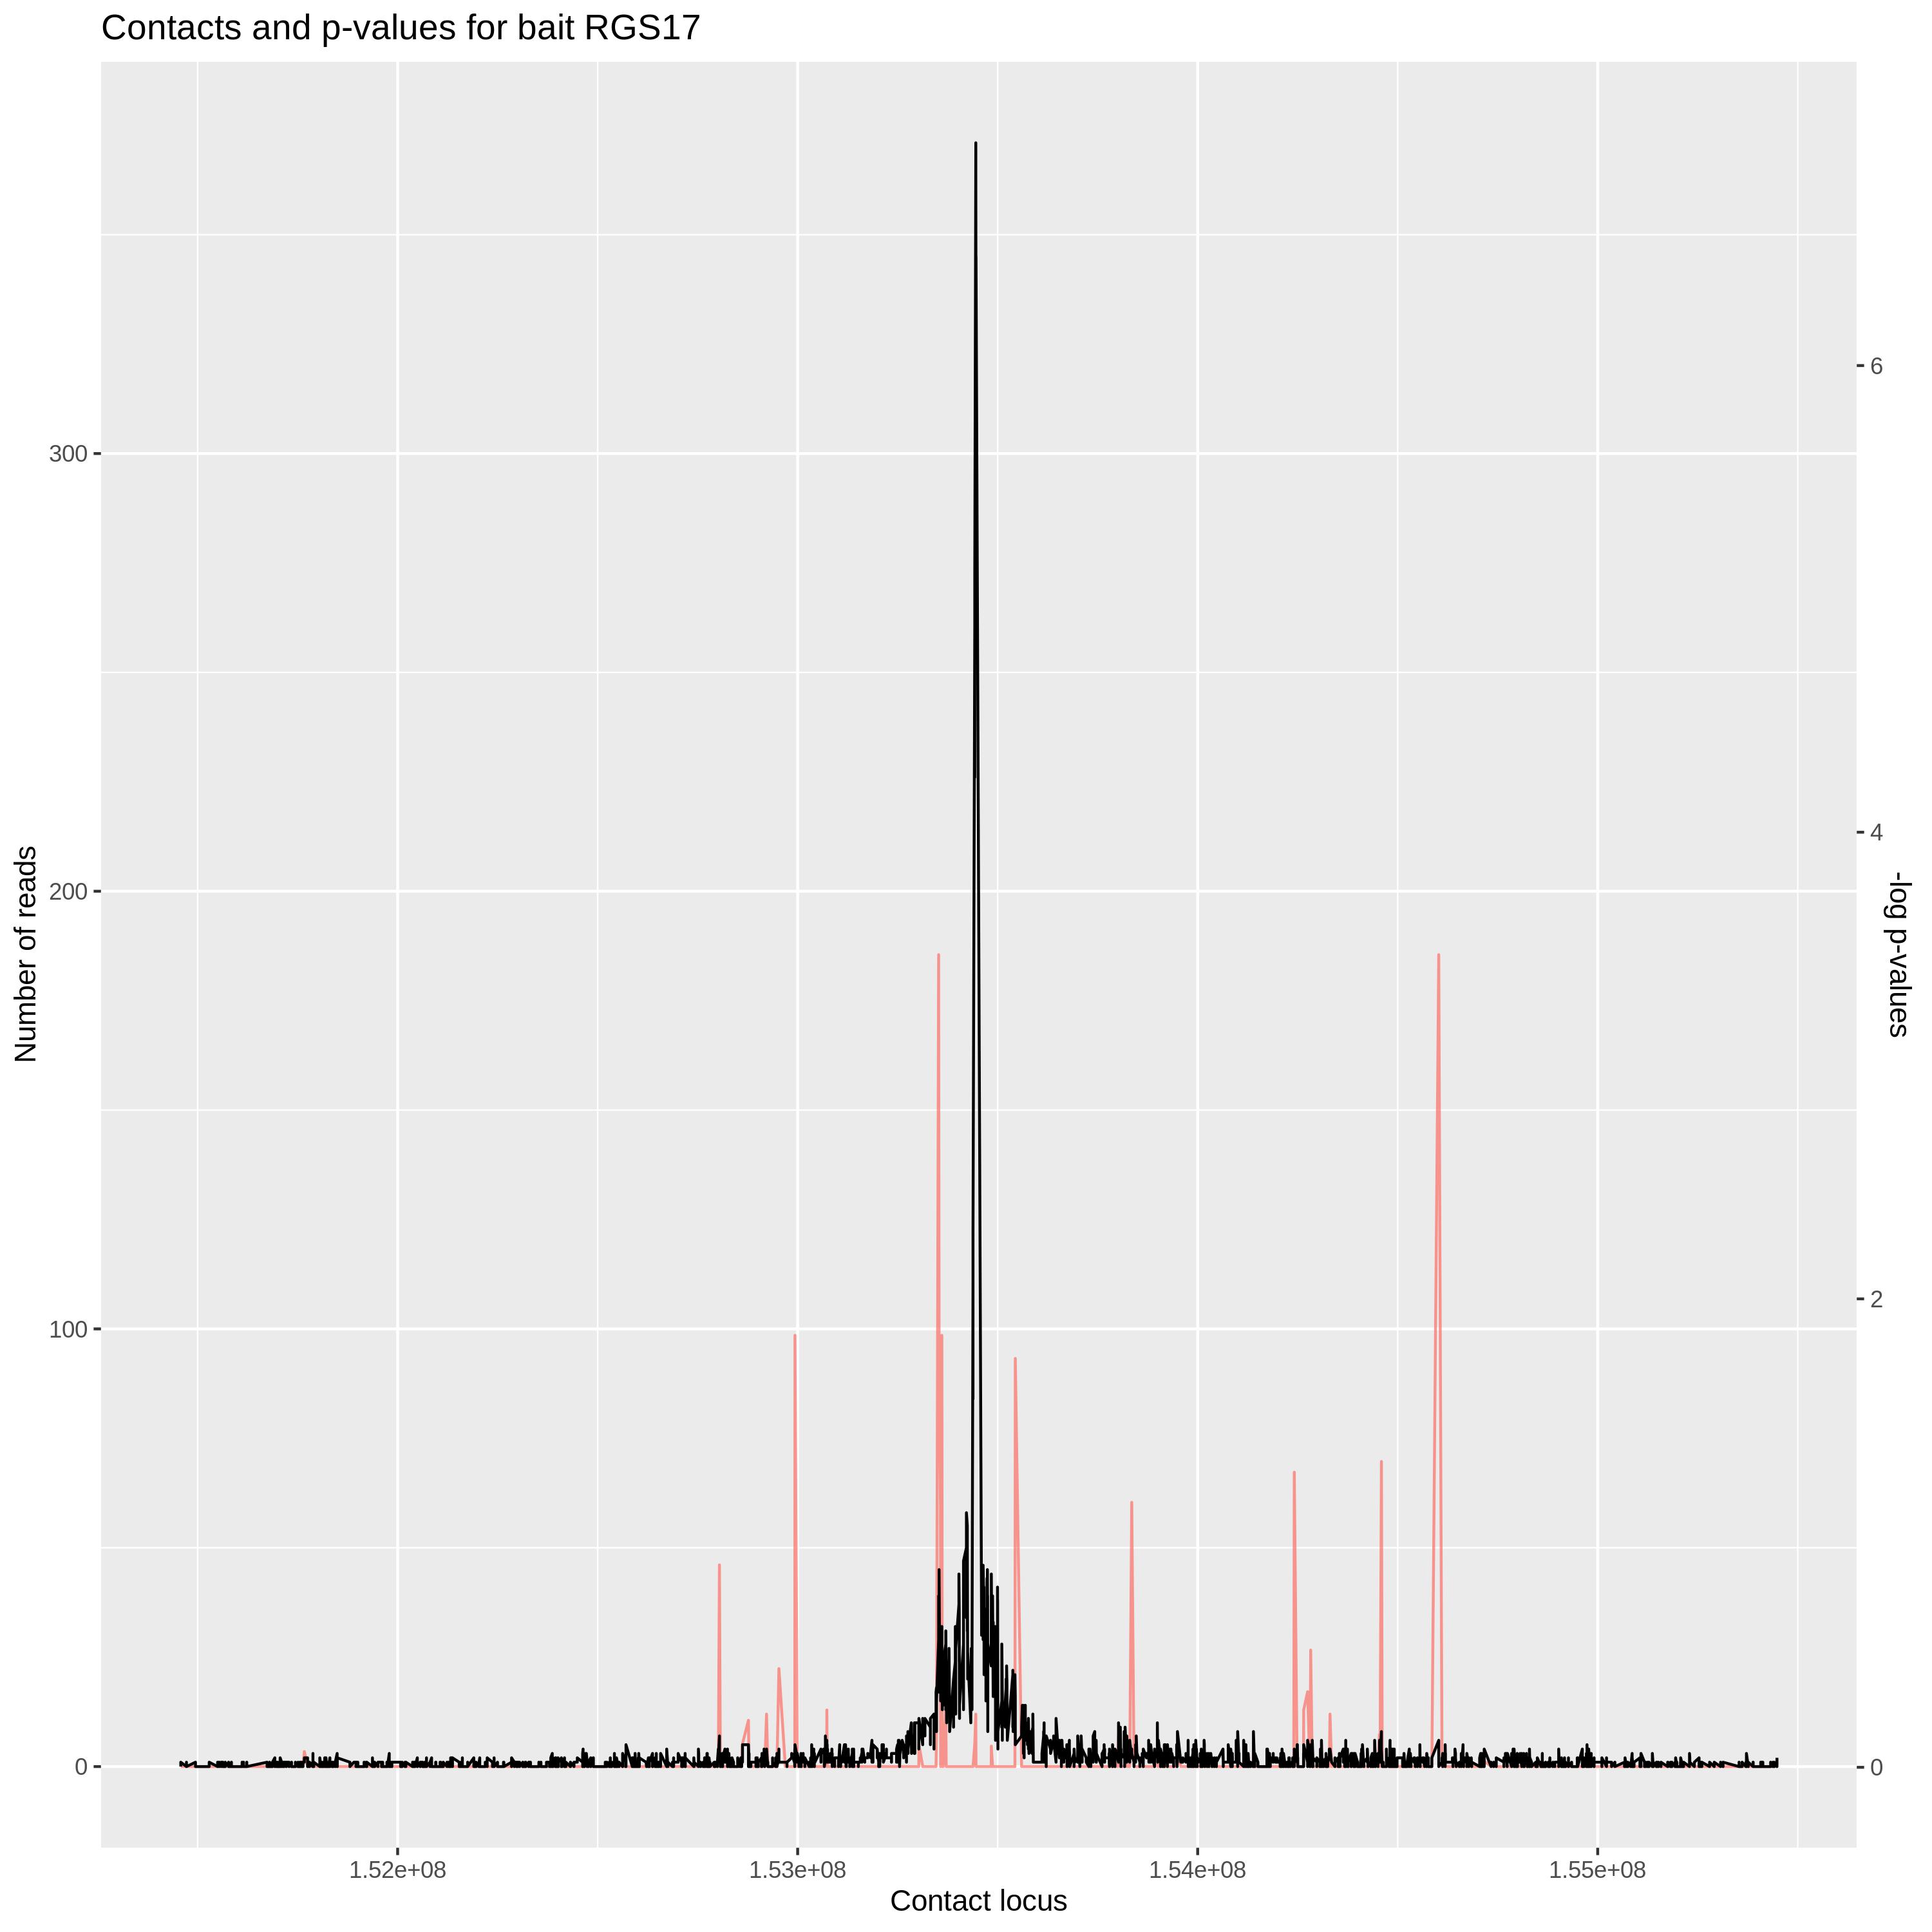 Contacts and p-values for bait RGS17
Number of reads
300
200
100
0
6
4
2
0
-log p-values
1.52e+08
1.53e+08
1.54e+08
1.55e+08
Contact locus